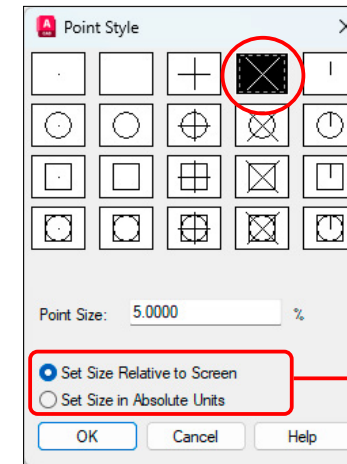 Point Style
Point Size: 5.0000 %
Set Size Relative to Screen
Set Size in Absolute Units
OK Cancel Help